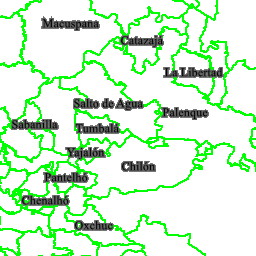 Macuspana
Catazajá
La Libertad
Salto de Agua
Palenque
Sabanilla
Tumbalá
Yajalón
Chilón
Pantelhó
Chenalhó
Oxchuc